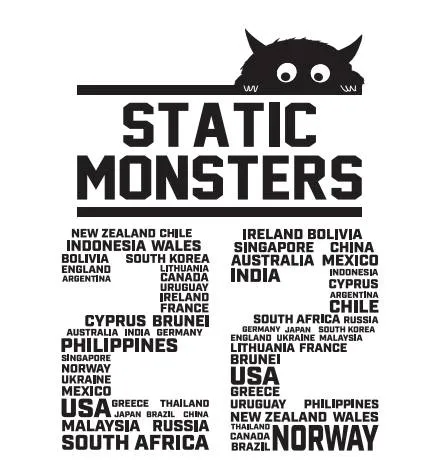 STATIC
MONSTERS
NEW ZEALAND CHILE
INDONESIA WALES
BOLIVIA SOUTH KOREA
ENGLAND LITHUANIA
ARGENTINA CANADA
URUGUAY
IRELAND
FRANCE
CYPRUS BRUNEI
AUSTRALIA INDIA GERMANY
PHILIPPINES
SINGAPORE
NORWAY
UKRAINE
MEXICO
USA GREECE THAILAND
JAPAN BRAZIL CHINA
MALAYSIA RUSSIA
SOUTH AFRICA
IRELAND BOLIVIA
SINGAPORE CHINA
AUSTRALIA MEXICO
INDIA INDONESIA
CYPRUS
ARGENTINA
CHILE
SOUTH AFRICA RUSSIA
GERMANY JAPAN SOUTH KOREA
ENGLAND UKRAINE MALAYSIA
LITHUANIA FRANCE
BRUNEI
USA
GREECE
URUGUAY PHILIPPINES
NEW ZEALAND WALES
THAILAND
CANADA NORWAY
BRAZIL